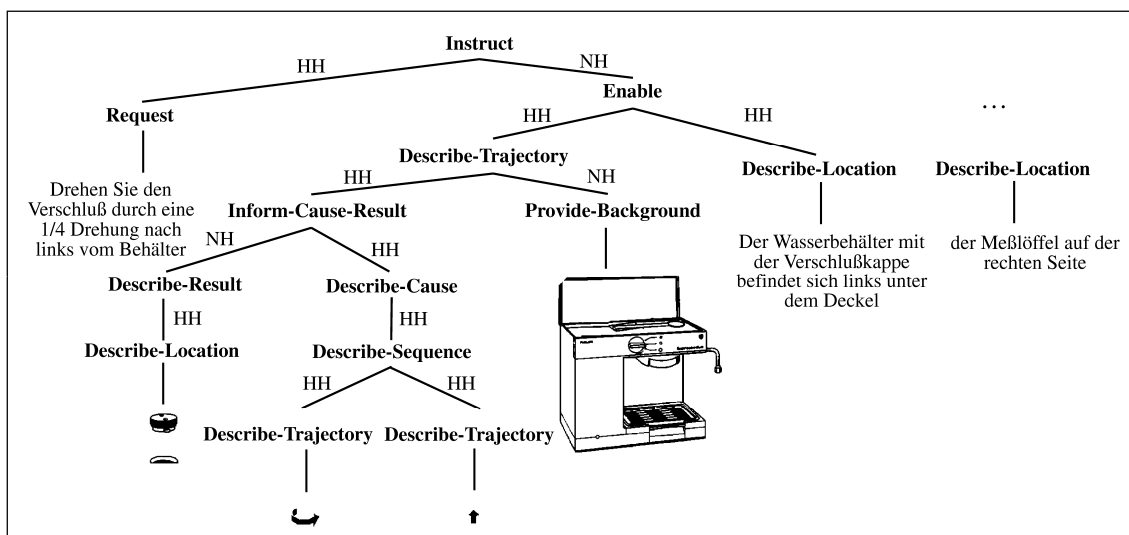 Instruct
HH
NH
Enable
Request
HH
HH
...
Describe-Trajectory
Describe-Location
Describe-Location
HH
NH
Drehen Sie den
Verschluß durch eine
1/4 Drehung nach
links vom Behälter
Inform-Cause-Result
Provide-Background
NH
HH
Der Wasserbehälter mit
der Verschlußkappe
befindet sich links unter
dem Deckel
der Meßlöffel auf der
rechten Seite
Describe-Result
Describe-Cause
HH
HH
Describe-Location
Describe-Sequence
HH
HH
Describe-Trajectory
Describe-Trajectory